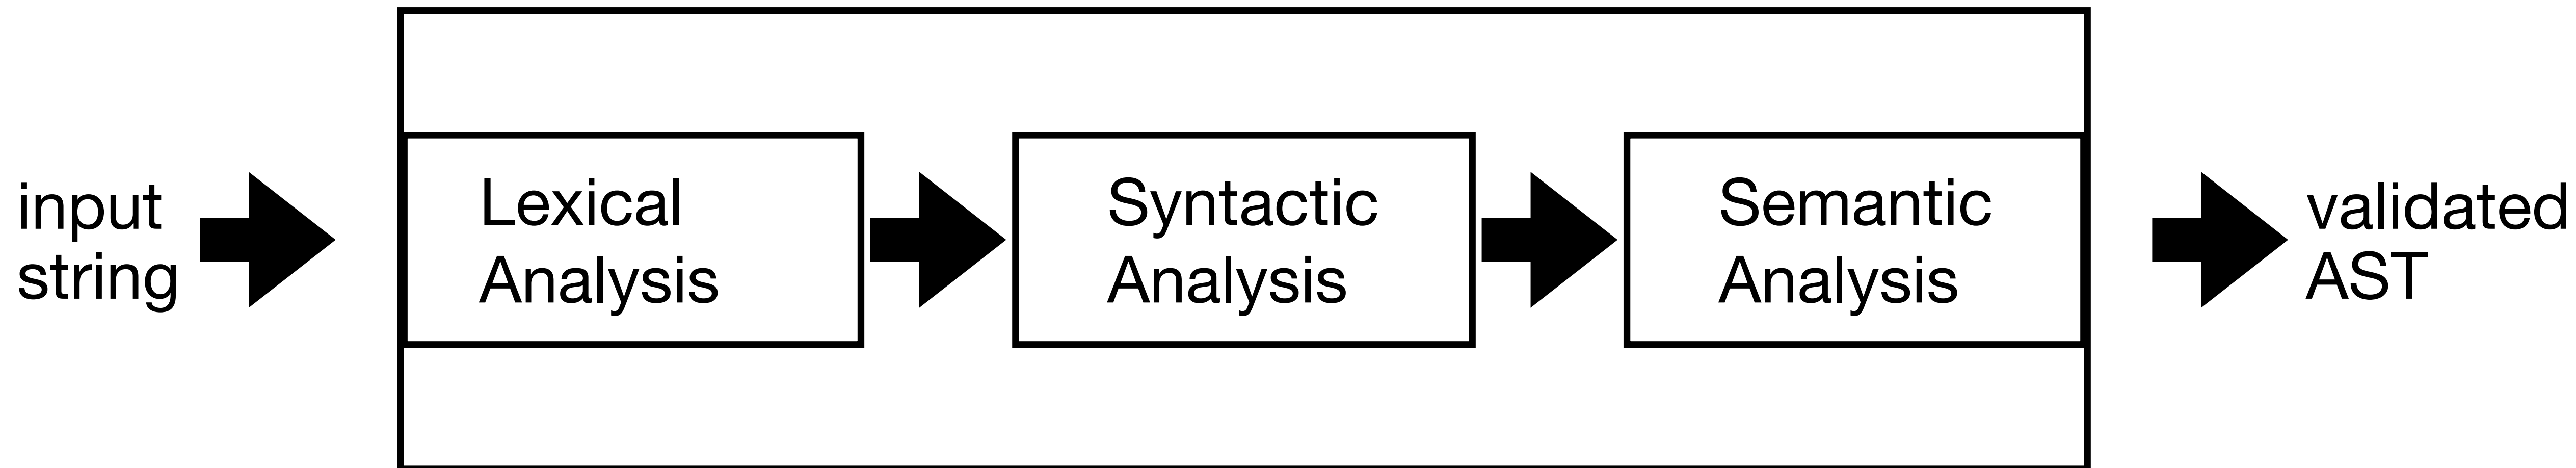 input
string
Lexical
Analysis
Syntactic
Analysis
Semantic
Analysis
validated
AST